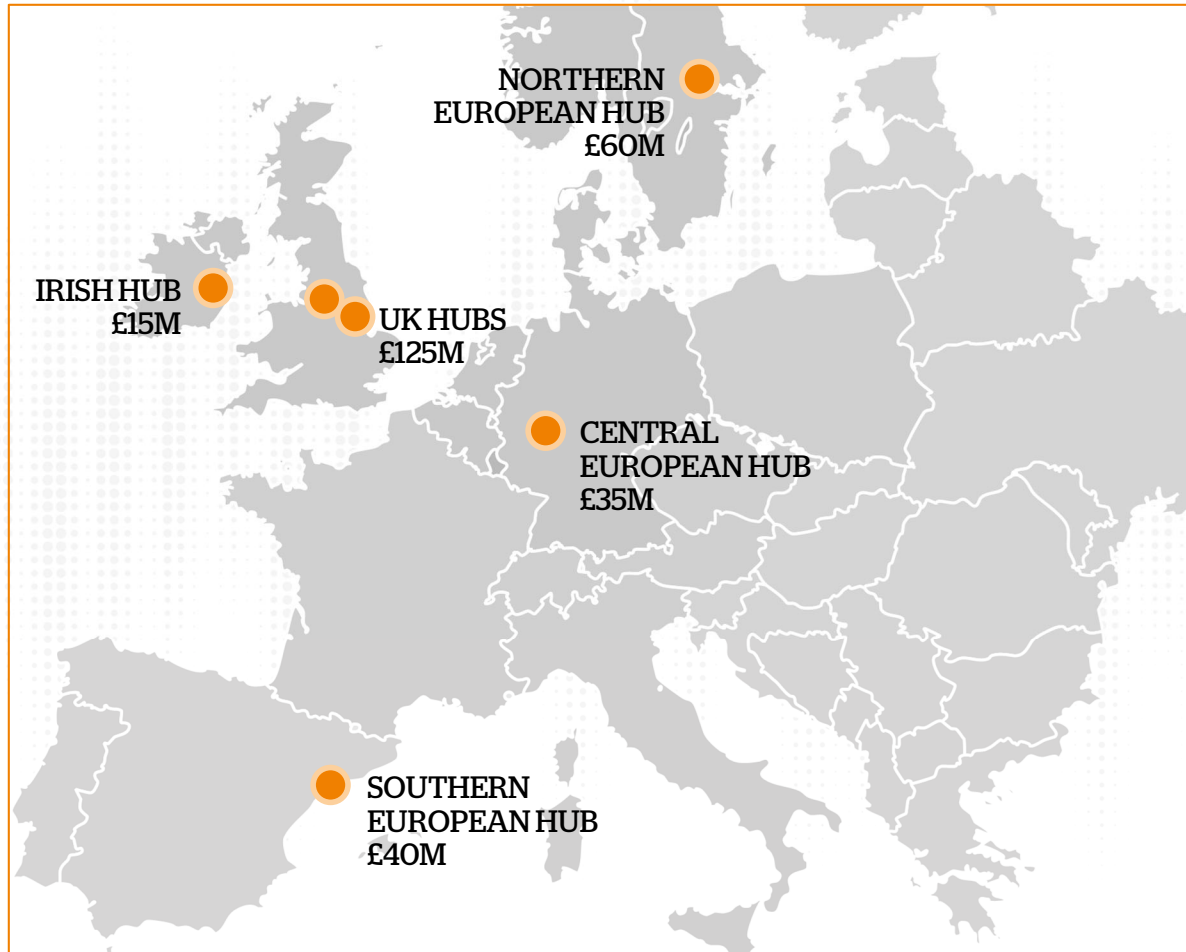 NORTHERN
EUROPEAN HUB
£60M
IRISH HUB
£15M
UK HUBS
£125M
CENTRAL
EUROPEAN HUB
£35M
SOUTHERN
EUROPEAN HUB
£40M